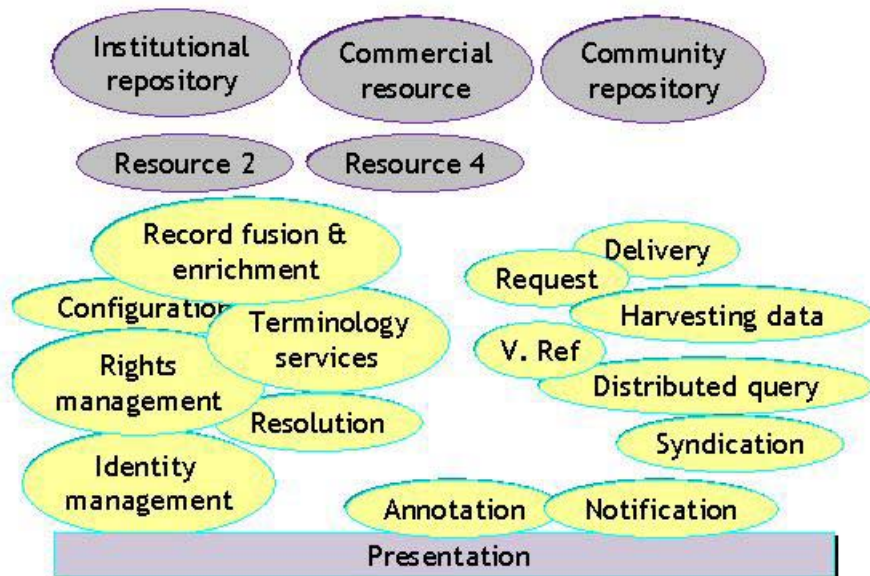 Institutional
repository
Commercial
resource
Community
repository
Resource 2
Resource 4
Record fusion &
enrichment
Delivery
Request
Configuration
Terminology
services
Harvesting data
V. Ref
Rights
management
Distributed query
Resolution
Syndication
Identity
management
Annotation
Notification
Presentation